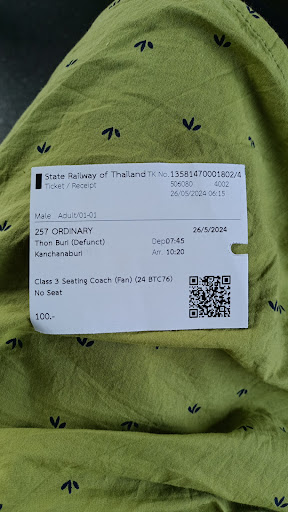 State Railway of Thailand TK.No. 13581470001802/4
Ticket / Receipt 506080 4002
26/05/2024 06:15
Male Adult/01-01
257 ORDINARY 26/5/2024
Thon Buri (Defunct) Dep07:45
Kanchanaburi Arr. 10:20
Class 3 Seating Coach (Fan) (24 BTC76)
No Seat
100.-